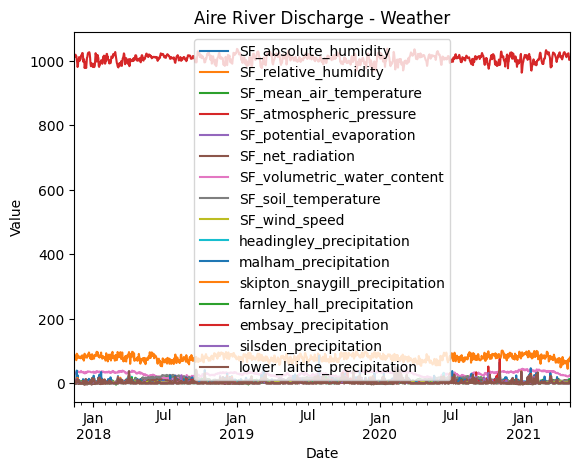 Aire River Discharge - Weather
1000
800
600
400
200
0
Value
SF_absolute_humidity
SF_relative_humidity
SF_mean_air_temperature
SF_atmospheric_pressure
SF_potential_evaporation
SF_net_radiation
SF_volumetric_water_content
SF_soil_temperature
SF_wind_speed
headingley_precipitation
malham_precipitation
skipton_snaygill_precipitation
farnley_hall_precipitation
embsay_precipitation
silsden_precipitation
lower_laithe_precipitation
Jan Jul Jan Jul Jan Jul Jan
2018 2019 2020 2021
Date